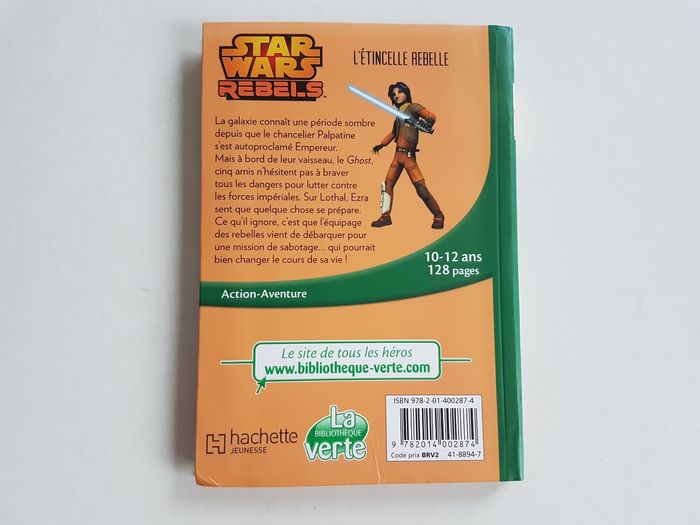 STAR
WARS
REBELS
L'ÉTINCELLE REBELLE
La galaxie connaît une période sombre
depuis que le chancelier Palpatine
s'est autoproclamé Empereur.
Mais à bord de leur vaisseau, le Ghost,
cinq amis n'hésitent pas à braver
tous les dangers pour lutter contre
les forces impériales. Sur Lothal, Ezra
sent que quelque chose se prépare.
Ce qu'il ignore, c'est que l'équipage
des rebelles vient de débarquer pour
une mission de sabotage... qui pourrait
bien changer le cours de sa vie !
10-12 ans
128 pages
Action-Aventure
Le site de tous les héros
www.bibliotheque-verte.com
hachette
JEUNESSE
La
BIBLIOTHÈQUE
verte
ISBN 978-2-01-400287-4
9 782014 002874
Code prix BRV2 41-8894-7